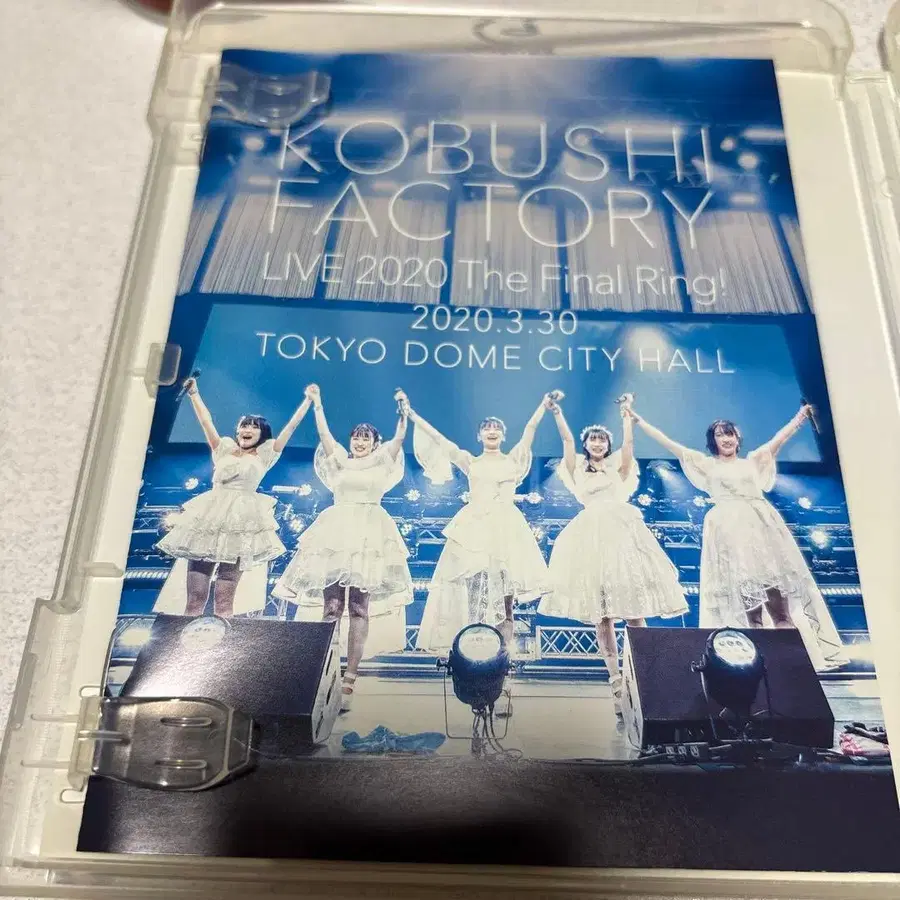 KOBUSHI
FACTORY
LIVE 2020 The Final Ring!
2020.3.30
TOKYO DOME CITY HALL